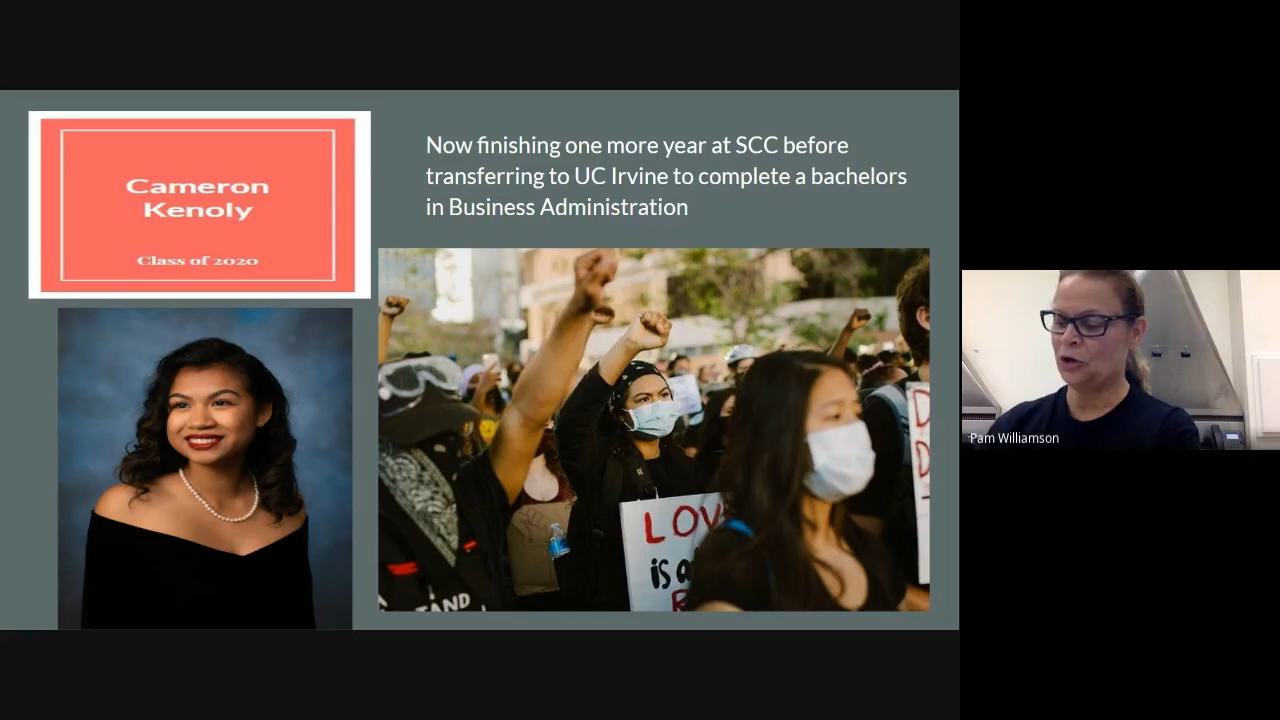 Cameron
Kenoly
Class of 2020
Now finishing one more year at SCC before
transferring to UC Irvine to complete a bachelors
in Business Administration
LOV
is a
Pam Williamson